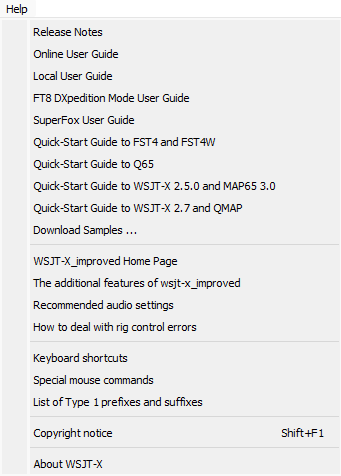 Help
Release Notes
Online User Guide
Local User Guide
FT8 DXpedition Mode User Guide
SuperFox User Guide
Quick-Start Guide to FST4 and FST4W
Quick-Start Guide to Q65
Quick-Start Guide to WSJT-X 2.5.0 and MAP65 3.0
Quick-Start Guide to WSJT-X 2.7 and QMAP
Download Samples ...
WSJT-X_improved Home Page
The additional features of wsjt-x_improved
Recommended audio settings
How to deal with rig control errors
Keyboard shortcuts
Special mouse commands
List of Type 1 prefixes and suffixes
Copyright notice Shift+F1
About WSJT-X